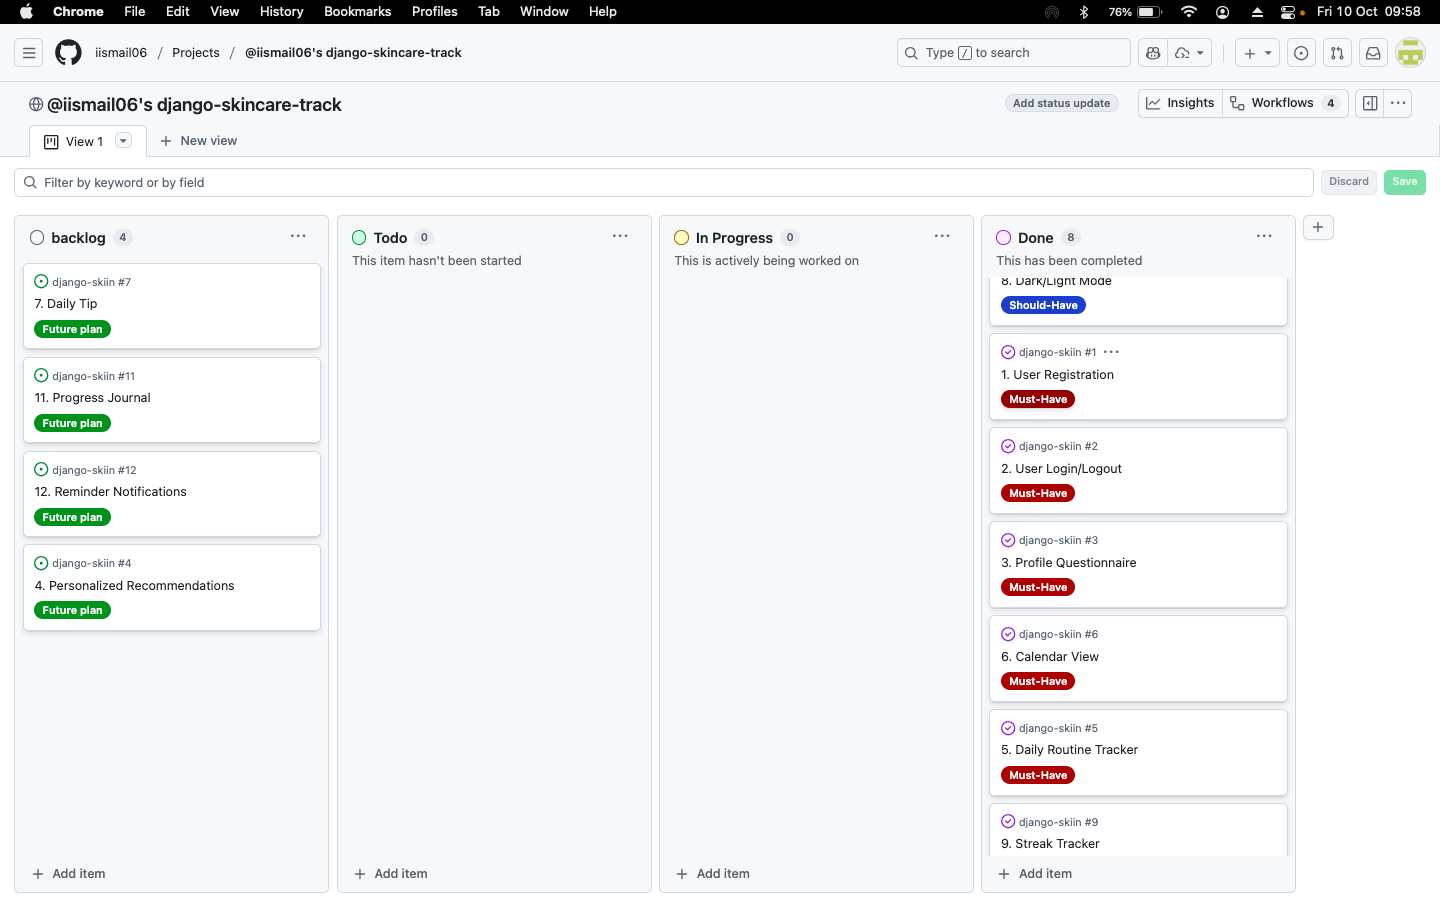 Chrome File Edit View History Bookmarks Profiles Tab Window Help 76% Fri 10 Oct 09:58
iismail06 / Projects / @iismail06's django-skincare-track Type / to search
@iismail06's django-skincare-track Add status update Insights Workflows 4
View 1 New view
Filter by keyword or by field Discard Save
backlog 4
django-skiin #7
7. Daily Tip
Future plan
django-skiin #11
11. Progress Journal
Future plan
django-skiin #12
12. Reminder Notifications
Future plan
django-skiin #4
4. Personalized Recommendations
Future plan
Add item
Todo 0
This item hasn't been started
Add item
In Progress 0
This is actively being worked on
Add item
Done 8
This has been completed
8. Dark/Light Mode
Should-Have
django-skiin #1
1. User Registration
Must-Have
django-skiin #2
2. User Login/Logout
Must-Have
django-skiin #3
3. Profile Questionnaire
Must-Have
django-skiin #6
6. Calendar View
Must-Have
django-skiin #5
5. Daily Routine Tracker
Must-Have
django-skiin #9
9. Streak Tracker
Add item